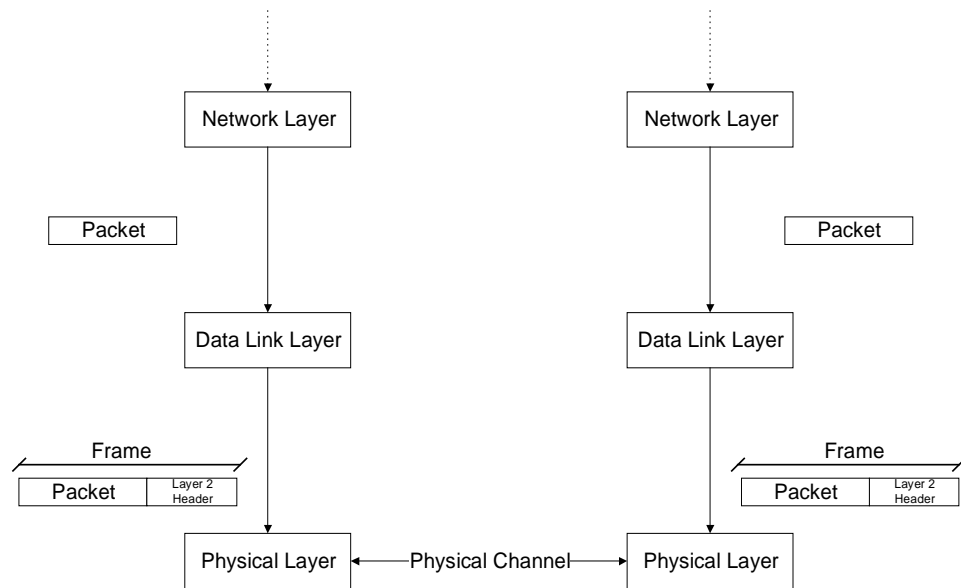 Network Layer
Network Layer
Packet
Packet
Data Link Layer
Data Link Layer
Frame
Frame
Packet
Layer 2
Header
Packet
Layer 2
Header
Physical Layer
Physical Channel
Physical Layer